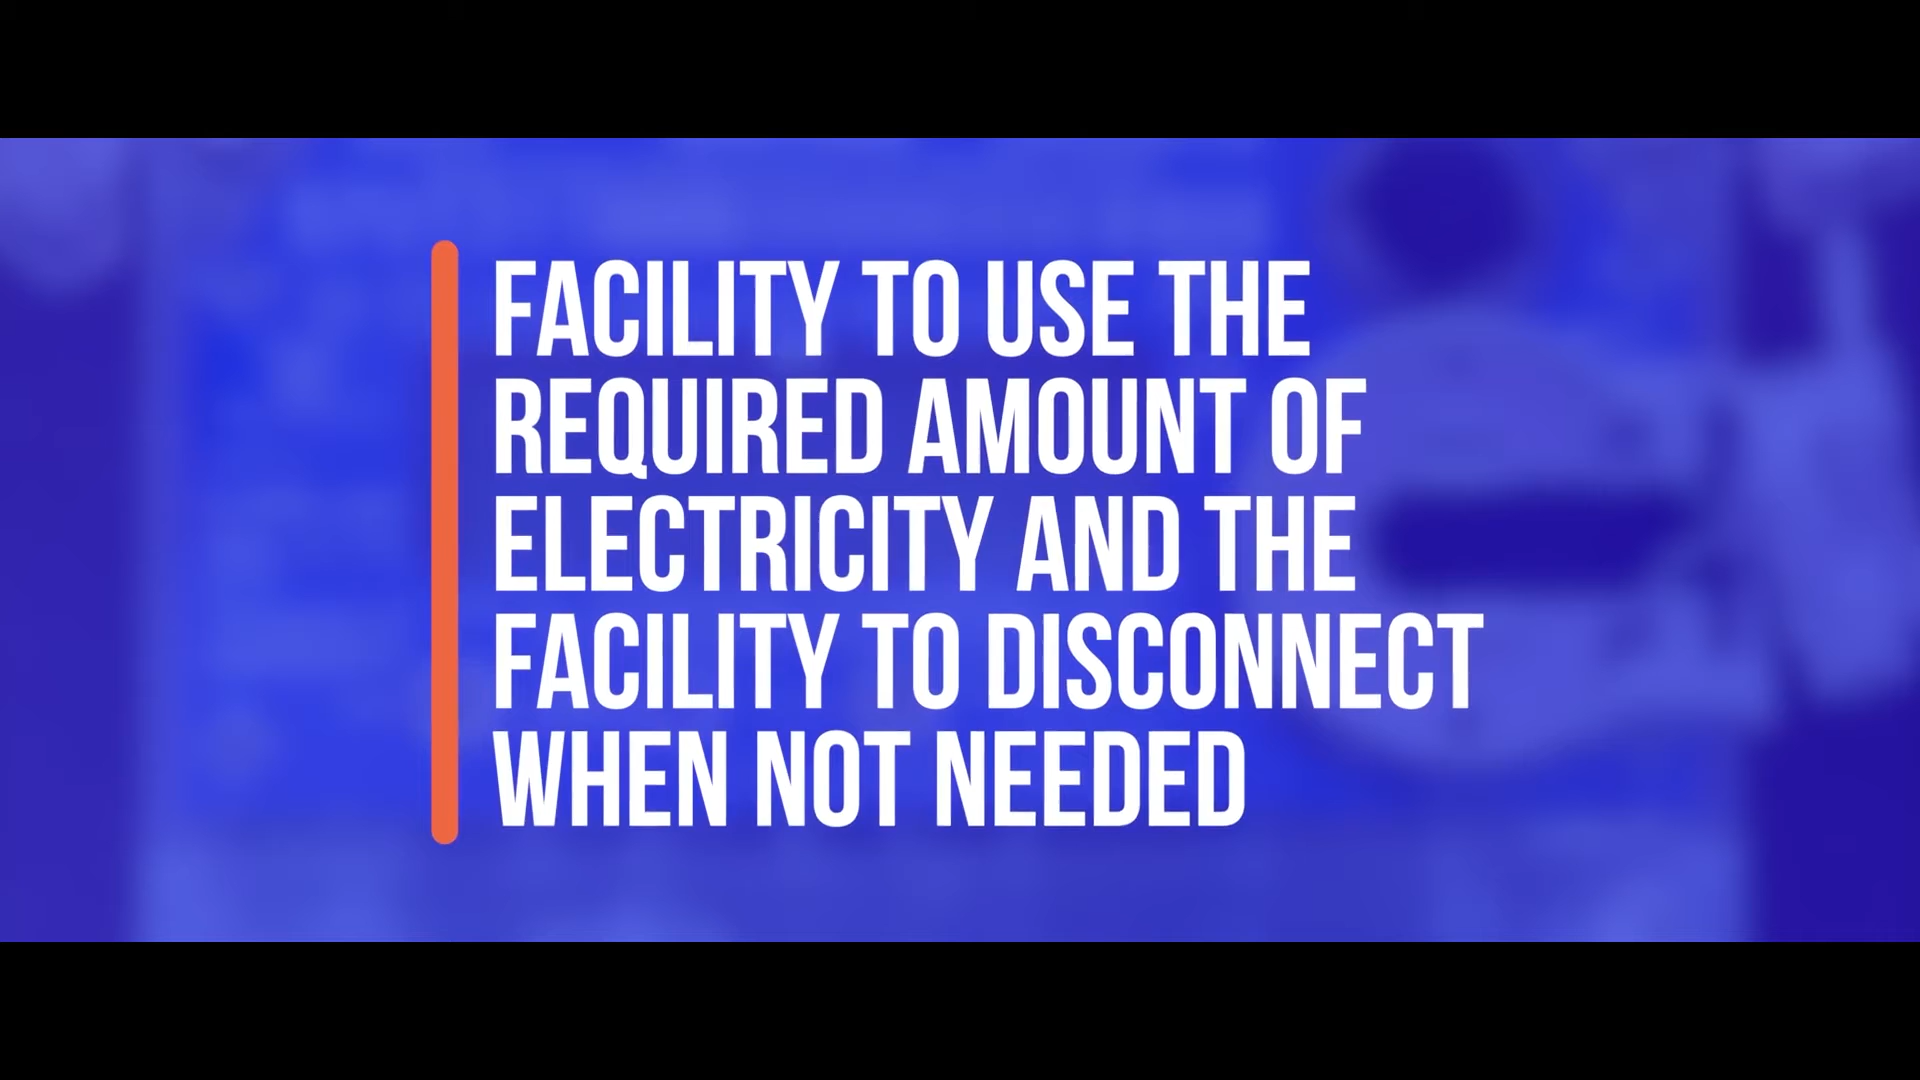 FACILITY TO USE THE
REQUIRED AMOUNT OF
ELECTRICITY AND THE
FACILITY TO DISCONNECT
WHEN NOT NEEDED